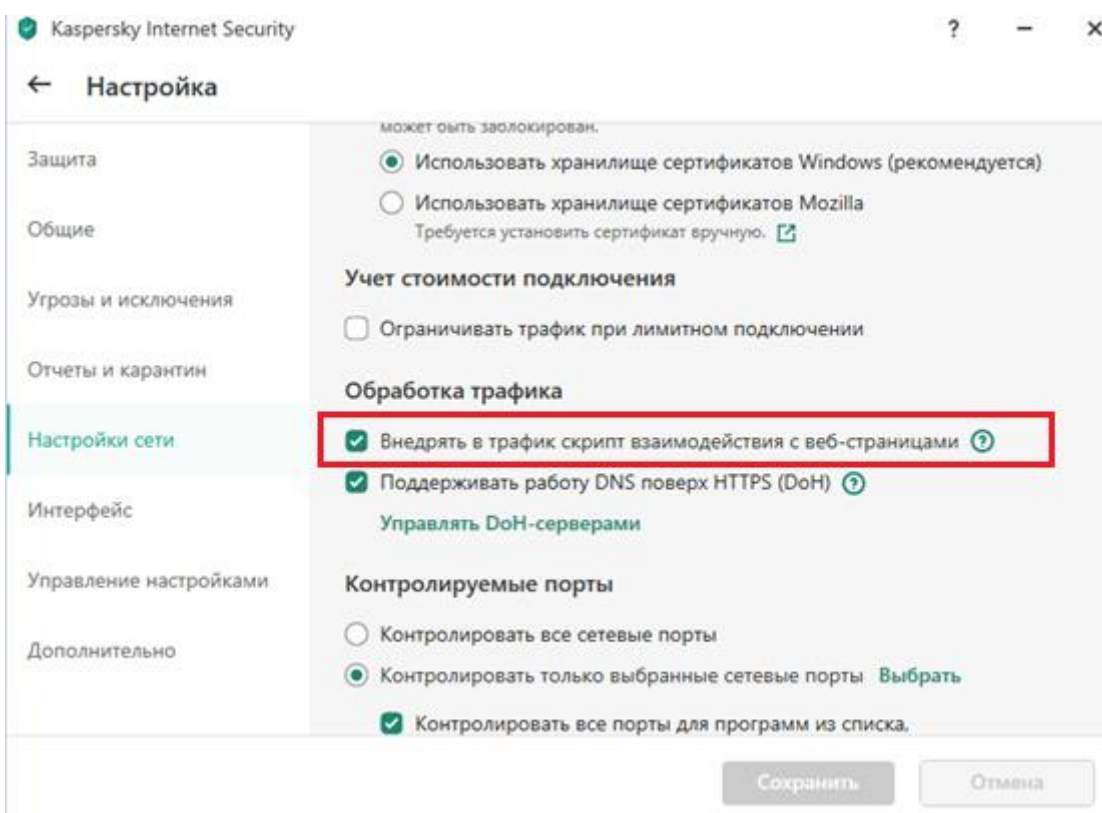 Kaspersky Internet Security
?
Настройка
Защита
Общие
Угрозы и исключения
Отчеты и карантин
Настройки сети
Интерфейс
Управление настройками
Дополнительно
может быть заблокирован.
Использовать хранилище сертификатов Windows (рекомендуется)
Использовать хранилище сертификатов Mozilla
Требуется установить сертификат вручную.
Учет стоимости подключения
Ограничивать трафик при лимитном подключении
Обработка трафика
Внедрять в трафик скрипт взаимодействия с веб-страницами ?
Поддерживать работу DNS поверх HTTPS (DoH) ?
Управлять DoH-серверами
Контролируемые порты
Контролировать все сетевые порты
Контролировать только выбранные сетевые порты Выбрать
Контролировать все порты для программ из списка,
Сохранить
Отмена